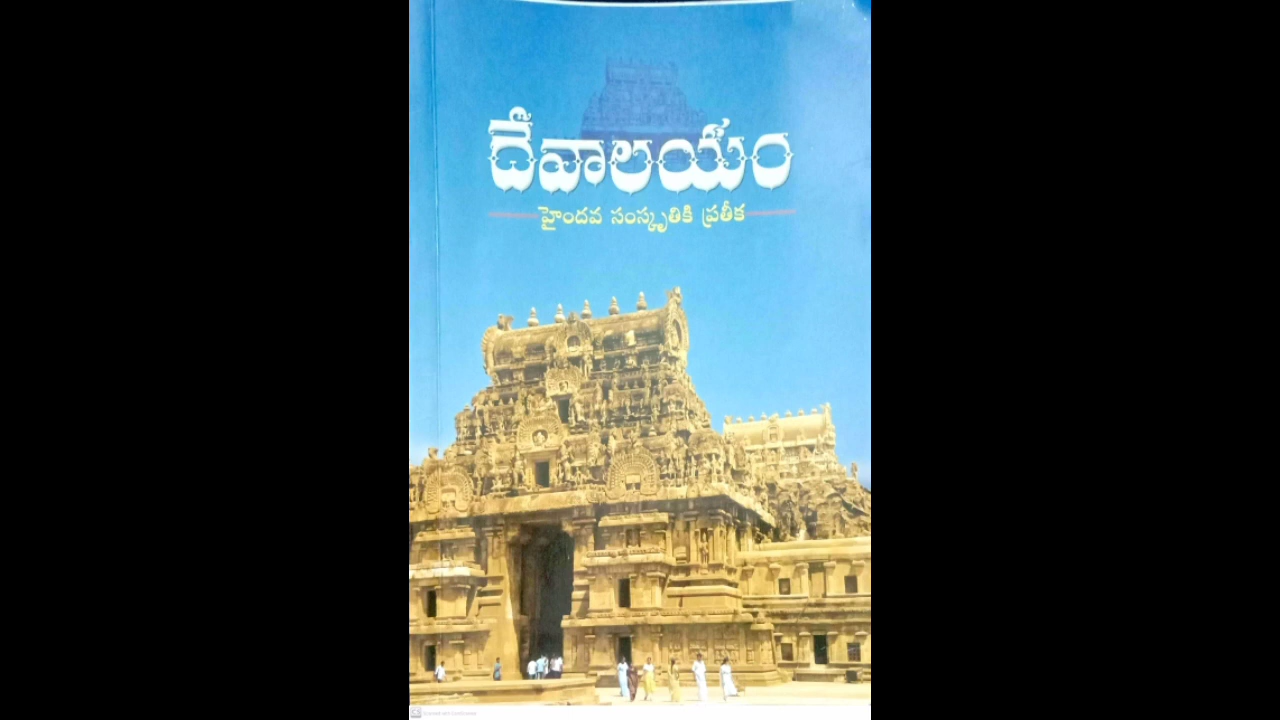 దేవాలయం
హైందవ సంస్కృతికి ప్రతీక